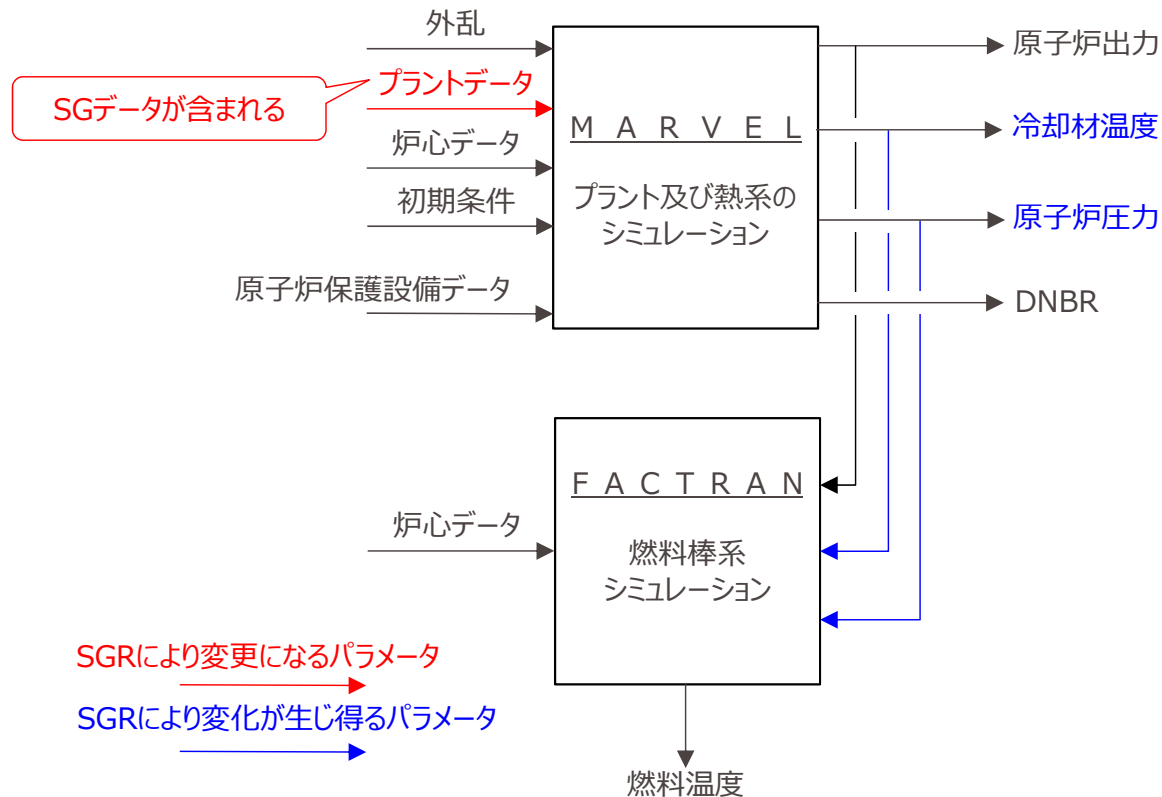 外乱
プラントデータ
SGデータが含まれる
炉心データ
初期条件
原子炉保護設備データ
ＭＡＲＶＥＬ
プラント及び熱系の
シミュレーション
原子炉出力
冷却材温度
原子炉圧力
DNBR
ＦＡＣＴＲＡＮ
燃料棒系
シミュレーション
炉心データ
SGRにより変更になるパラメータ
SGRにより変化が生じ得るパラメータ
燃料温度